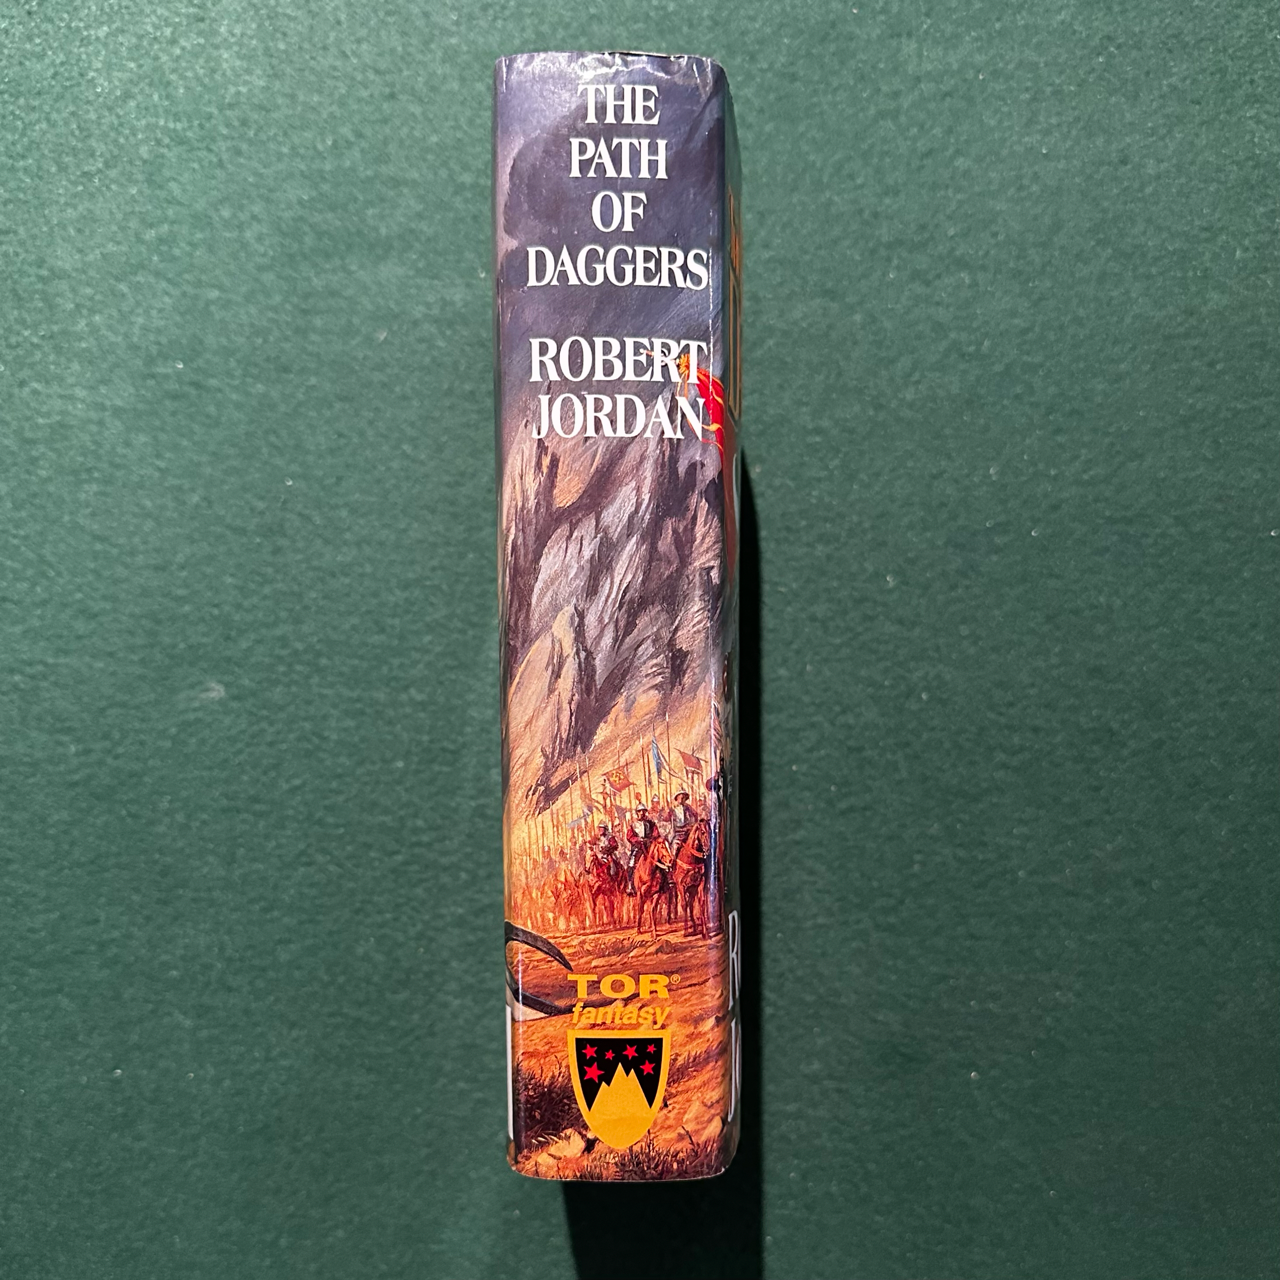 THE
PATH
OF
DAGGERS
ROBERT
JORDAN
TOR®
fantasy